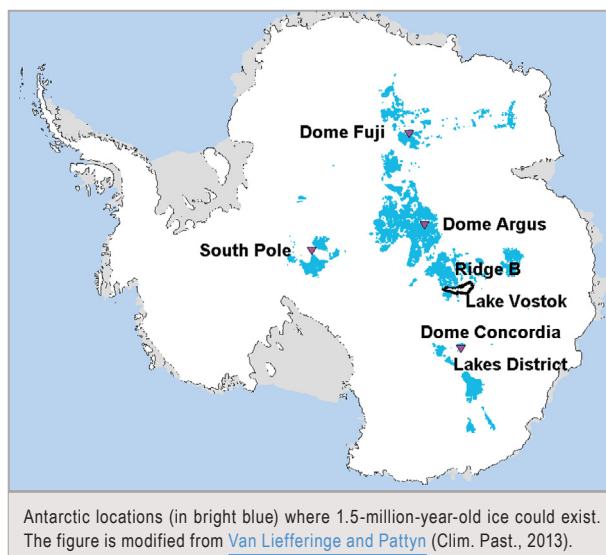 Dome Fuji
Dome Argus
South Pole
Ridge B
Lake Vostok
Dome Concordia
Lakes District
Antarctic locations (in bright blue) where 1.5-million-year-old ice could exist.
The figure is modified from Van Liefferinge and Pattyn (Clim. Past., 2013).